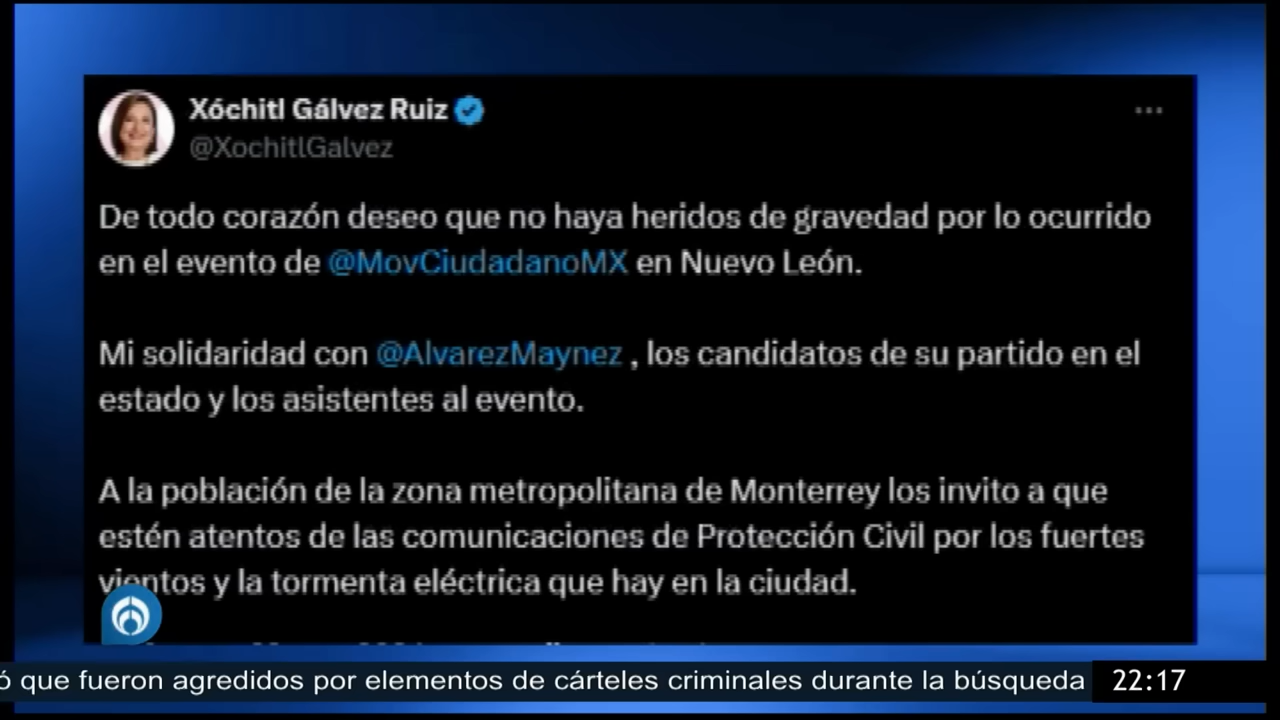 Xóchitl Gálvez Ruiz
@XochitlGalvez
De todo corazón deseo que no haya heridos de gravedad por lo ocurrido
en el evento de @MovCiudadanoMX en Nuevo León.
Mi solidaridad con @AlvarezMaynez , los candidatos de su partido en el
estado y los asistentes al evento.
A la población de la zona metropolitana de Monterrey los invito a que
estén atentos de las comunicaciones de Protección Civil por los fuertes
vientos y la tormenta eléctrica que hay en la ciudad.
ó que fueron agredidos por elementos de cárteles criminales durante la búsqueda
22:17